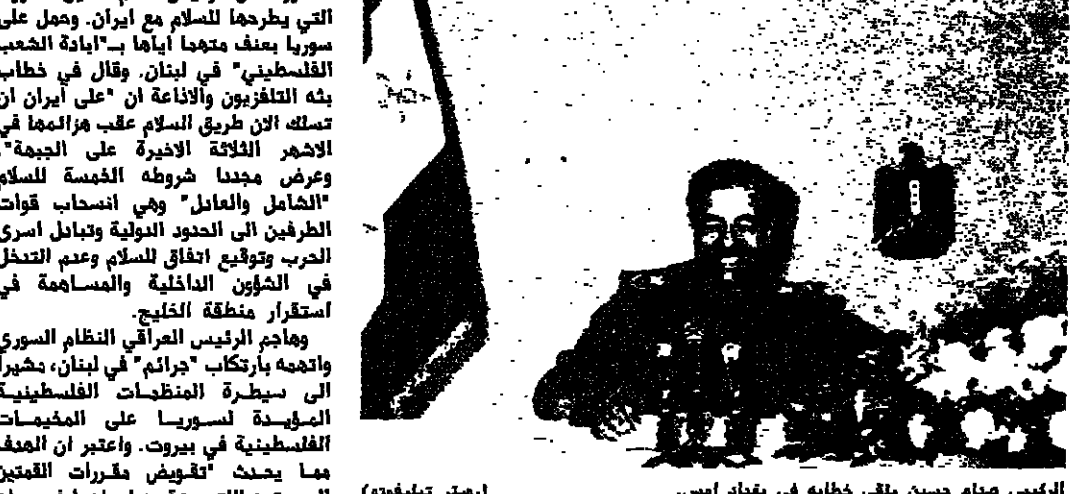 التي يطرحها للسلام مع ايران. وحمل على
سوريا بعنف متهما اياها بـ"ابادة الشعب
الفلسطيني" في لبنان. وقال في خطاب
بثه التلفزيون والاذاعة ان "على ايران ان
تسلك الان طريق السلام عقب هزائمها في
الاشهر الثلاثة الاخيرة على الجبهة".
وعرض مجددا شروطه الخمسة للسلام
"الشامل والعادل" وهي انسحاب قوات
الطرفين الى الحدود الدولية وتبادل اسرى
الحرب وتوقيع اتفاق للسلام وعدم التدخل
في الشؤون الداخلية والمساهمة في
استقرار منطقة الخليج.
وهاجم الرئيس العراقي النظام السوري
واتهمه بارتكاب "جرائم" في لبنان، مشيرا
الى سيطرة المنظمات الفلسطينية
المؤيدة لسوريا على المخيمات
الفلسطينية في بيروت. واعتبر ان الهدف
مما يحدث "تقويض مقررات القمتين
الرئيس صدام حسين يلقي خطابه في بغداد امس.
(رويتر تيليفوتو)